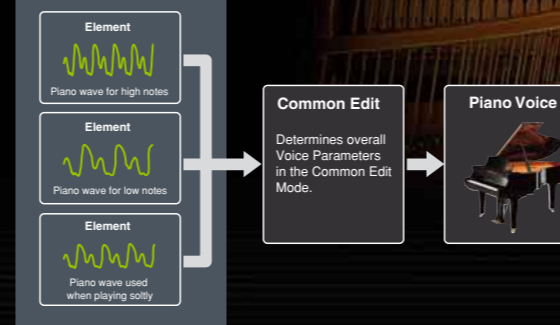 Element
Piano wave for high notes
Element
Piano wave for low notes
Element
Piano wave used
when playing soltly
Common Edit
Determines overall
Voice Parameters
in the Common Edit
Mode.
Piano Voice